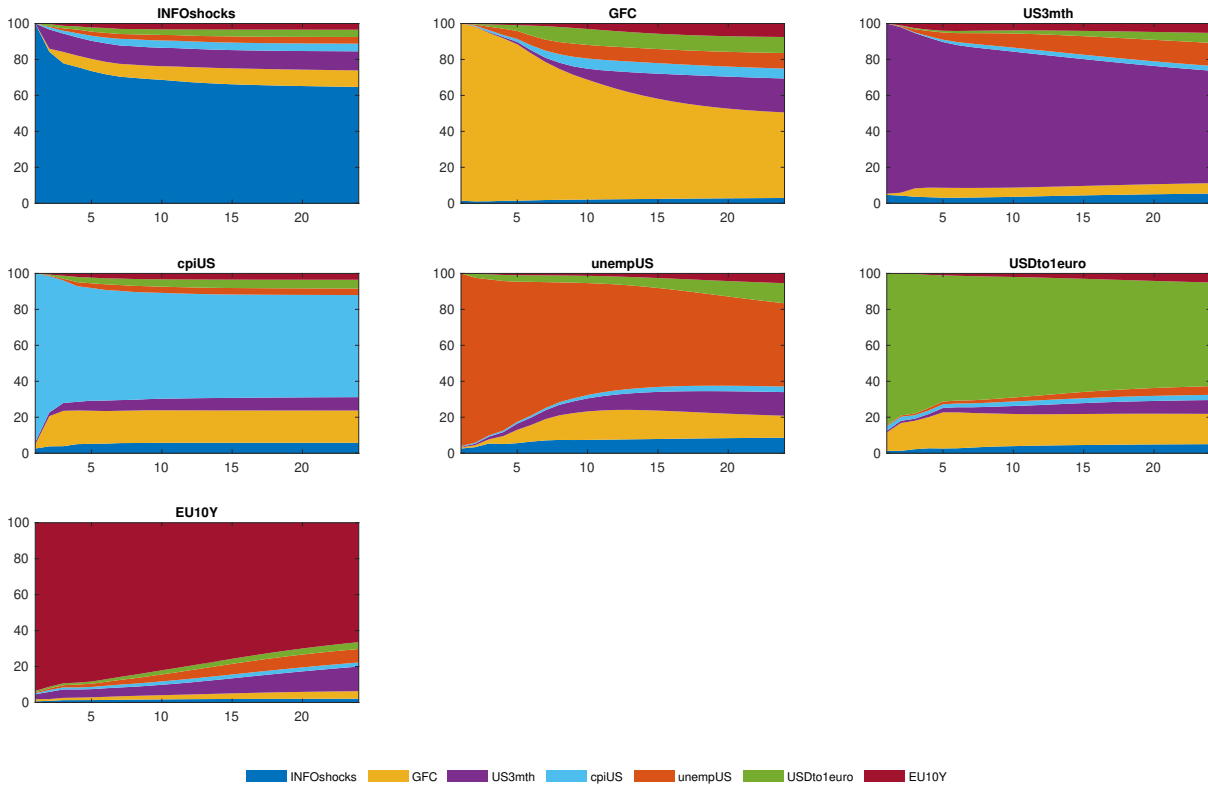 INFOshocks GFC US3mth
100 100 100
80 80 80
60 60 60
40 40 40
20 20 20
0 0 0
5 10 15 20 5 10 15 20 5 10 15 20
cpiUS unempUS USDto1euro
100 100 100
80 80 80
60 60 60
40 40 40
20 20 20
0 0 0
5 10 15 20 5 10 15 20 5 10 15 20
EU10Y
100
80
60
40
20
0
5 10 15 20
INFOshocks GFC US3mth cpiUS unempUS USDto1euro EU10Y